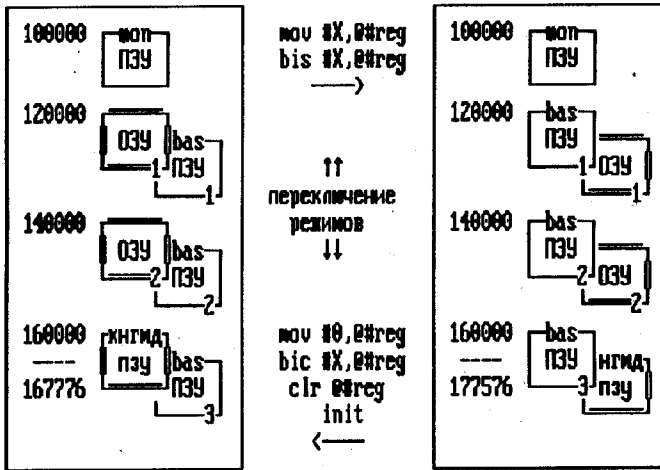 100000
мон
ПЗУ
120000
ОЗУ
1
bas
ПЗУ
1
140000
ОЗУ
2
bas
ПЗУ
2
160000
----
167776
кнгмд
пзу
bas
ПЗУ
3
mov #X,@#reg
bis #X,@#reg
──>
↑↑
переключение
режимов
↓↓
mov #0,@#reg
bic #X,@#reg
clr @#reg
init
<──
100000
мон
ПЗУ
120000
bas
ПЗУ
1
ОЗУ
1
140000
bas
ПЗУ
2
ОЗУ
2
160000
----
177576
bas
ПЗУ
3
нгмд
пзу